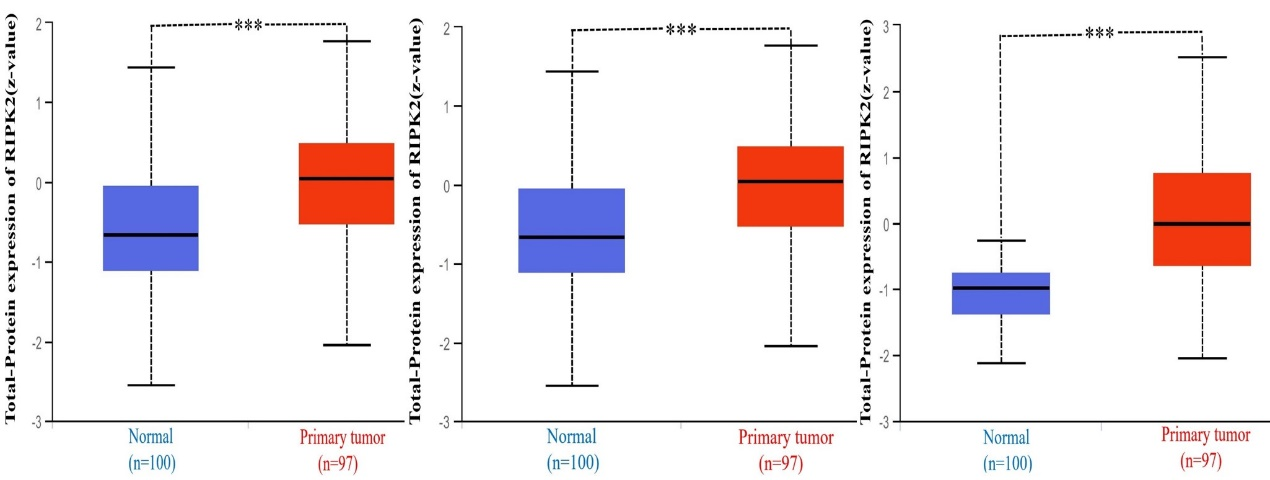 Total-Protein expression of RIPK2(z-value)
2
1
0
-1
-2
-3
***
Normal
(n=100)
Primary tumor
(n=97)
Total-Protein expression of RIPK2(z-value)
2
1
0
-1
-2
-3
***
Normal
(n=100)
Primary tumor
(n=97)
Total-Protein expression of RIPK2(z-value)
3
2
1
0
-1
-2
-3
***
Normal
(n=100)
Primary tumor
(n=97)